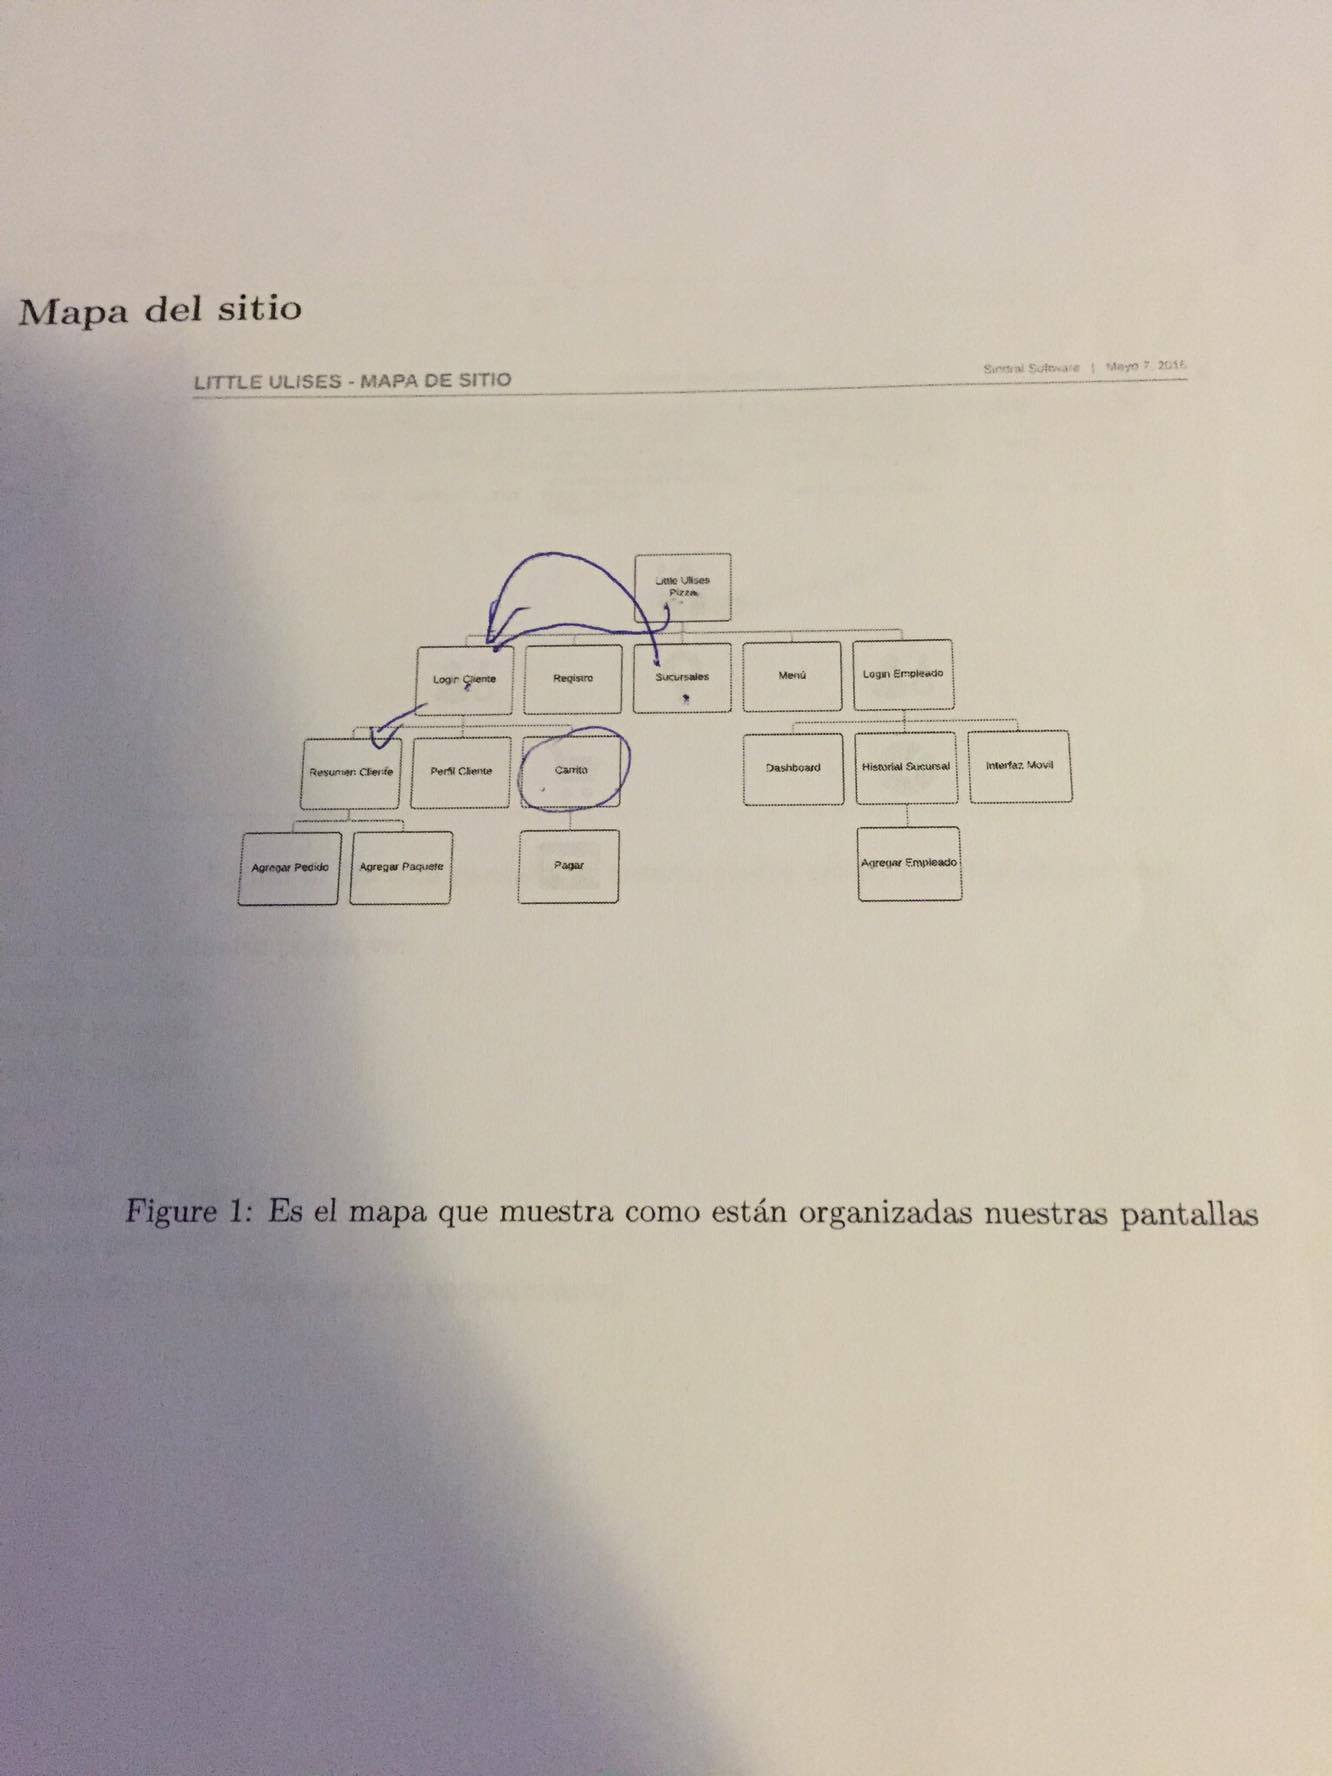 Mapa del sitio
LITTLE ULISES - MAPA DE SITIO
Software | Mayo 7, 2016
Little Ulises
Pizza
Login Cliente
Registro
Sucursales
Menú
Login Empleado
Resumen Cliente
Perfil Cliente
Carrito
Dashboard
Historial Sucursal
Interfaz Movil
Agregar Pedido
Agregar Paquete
Pagar
Agregar Empleado
Figure 1: Es el mapa que muestra como están organizadas nuestras pantallas